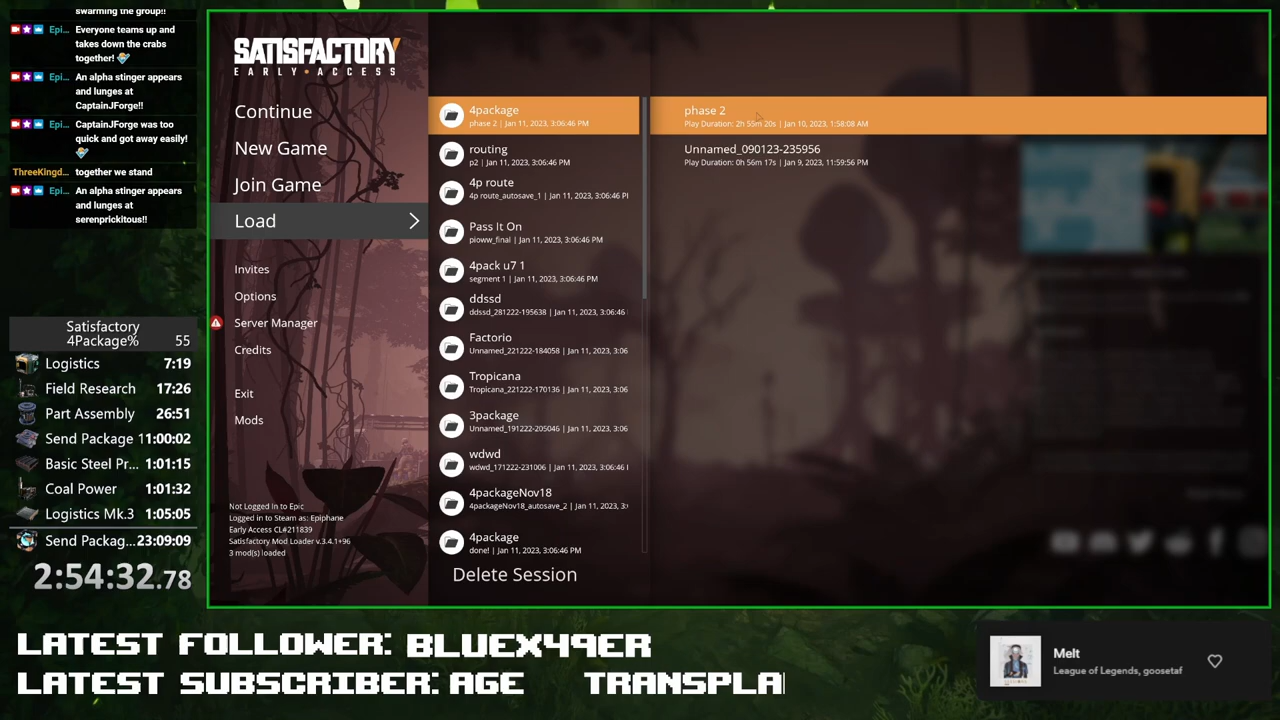 swarming the group!!
Epi... Everyone teams up and
takes down the crabs
together!
Epi... An alpha stinger appears
and lunges at
CaptainJForge!!
Epi... CaptainJForge was too
quick and got away easily!
ThreeKingd... together we stand
Epi... An alpha stinger appears
and lunges at
serenprickitous!!
Satisfactory
4Package% 55
Logistics 7:19
Field Research 17:26
Part Assembly 26:51
Send Package 1 1:00:02
Basic Steel Pr... 1:01:15
Coal Power 1:01:32
Logistics Mk.3 1:05:05
Send Packag... 23:09:09
2:54:32.78
SATISFACTORY
EARLY ACCESS
Continue
New Game
Join Game
Load
Invites
Options
Server Manager
Credits
Exit
Mods
Not Logged In to Epic
Logged in to Steam as: Epiphane
Early Access CL#211839
Satisfactory Mod Loader v.3.4.1+96
3 mod(s) loaded
4package
phase 2 | Jan 11, 2023, 3:06:46 PM
routing
p2 | Jan 11, 2023, 3:06:46 PM
4p route
4p route_autosave_1 | Jan 11, 2023, 3:06:46 P
Pass It On
pioww_final | Jan 11, 2023, 3:06:46 PM
4pack u7 1
segment 1 | Jan 11, 2023, 3:06:46 PM
ddssd
ddssd_281222-195638 | Jan 11, 2023, 3:06:46
Factorio
Unnamed_221222-184058 | Jan 11, 2023, 3:06
Tropicana
Tropicana_221222-170136 | Jan 11, 2023, 3:06
3package
Unnamed_191222-205046 | Jan 11, 2023, 3:06
wdwd
wdwd_171222-231006 | Jan 11, 2023, 3:06:46
4packageNov18
4packageNov18_autosave_2 | Jan 11, 2023, 3:
4package
done! | Jan 11, 2023, 3:06:46 PM
Delete Session
phase 2
Play Duration: 2h 55m 20s | Jan 10, 2023, 1:58:08 AM
Unnamed_090123-235956
Play Duration: 0h 56m 17s | Jan 9, 2023, 11:59:56 PM
LATEST FOLLOWER: BLUEX49ER
LATEST SUBSCRIBER: AGE TRANSPLA
Melt
League of Legends, goosetaf